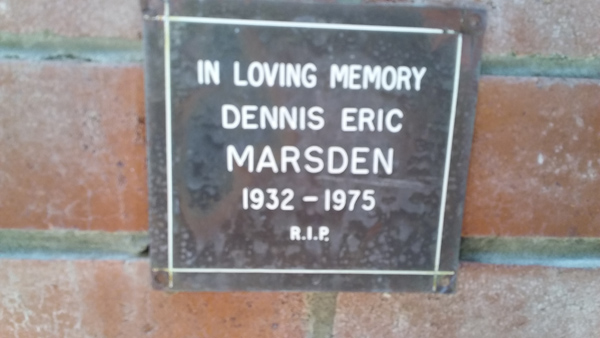 IN LOVING MEMORY
DENNIS ERIC
MARSDEN
1932 – 1975
R.I.P.